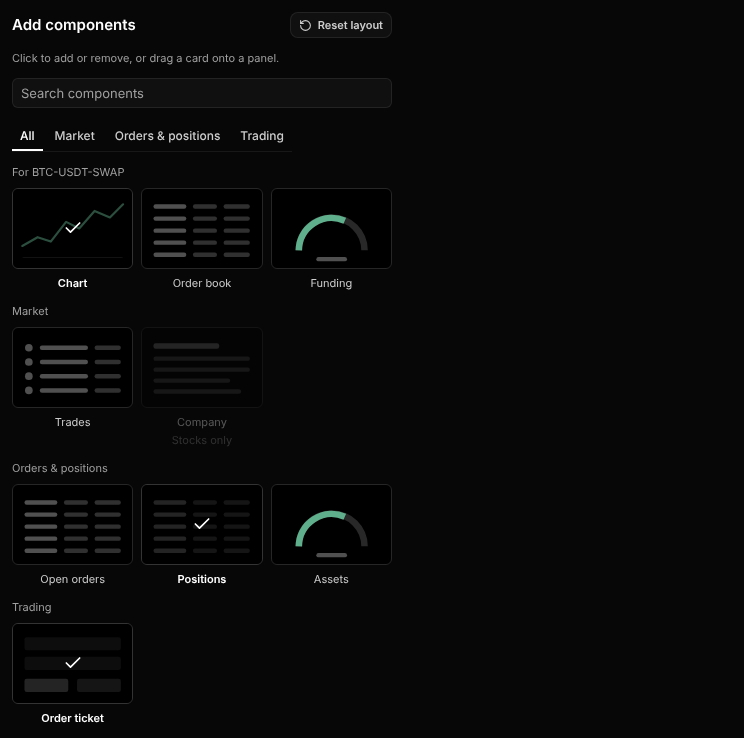 Add components
Reset layout
Click to add or remove, or drag a card onto a panel.
Search components
All Market Orders & positions Trading
For BTC-USDT-SWAP
Chart Order book Funding
Market
Trades Company
Stocks only
Orders & positions
Open orders Positions Assets
Trading
Order ticket